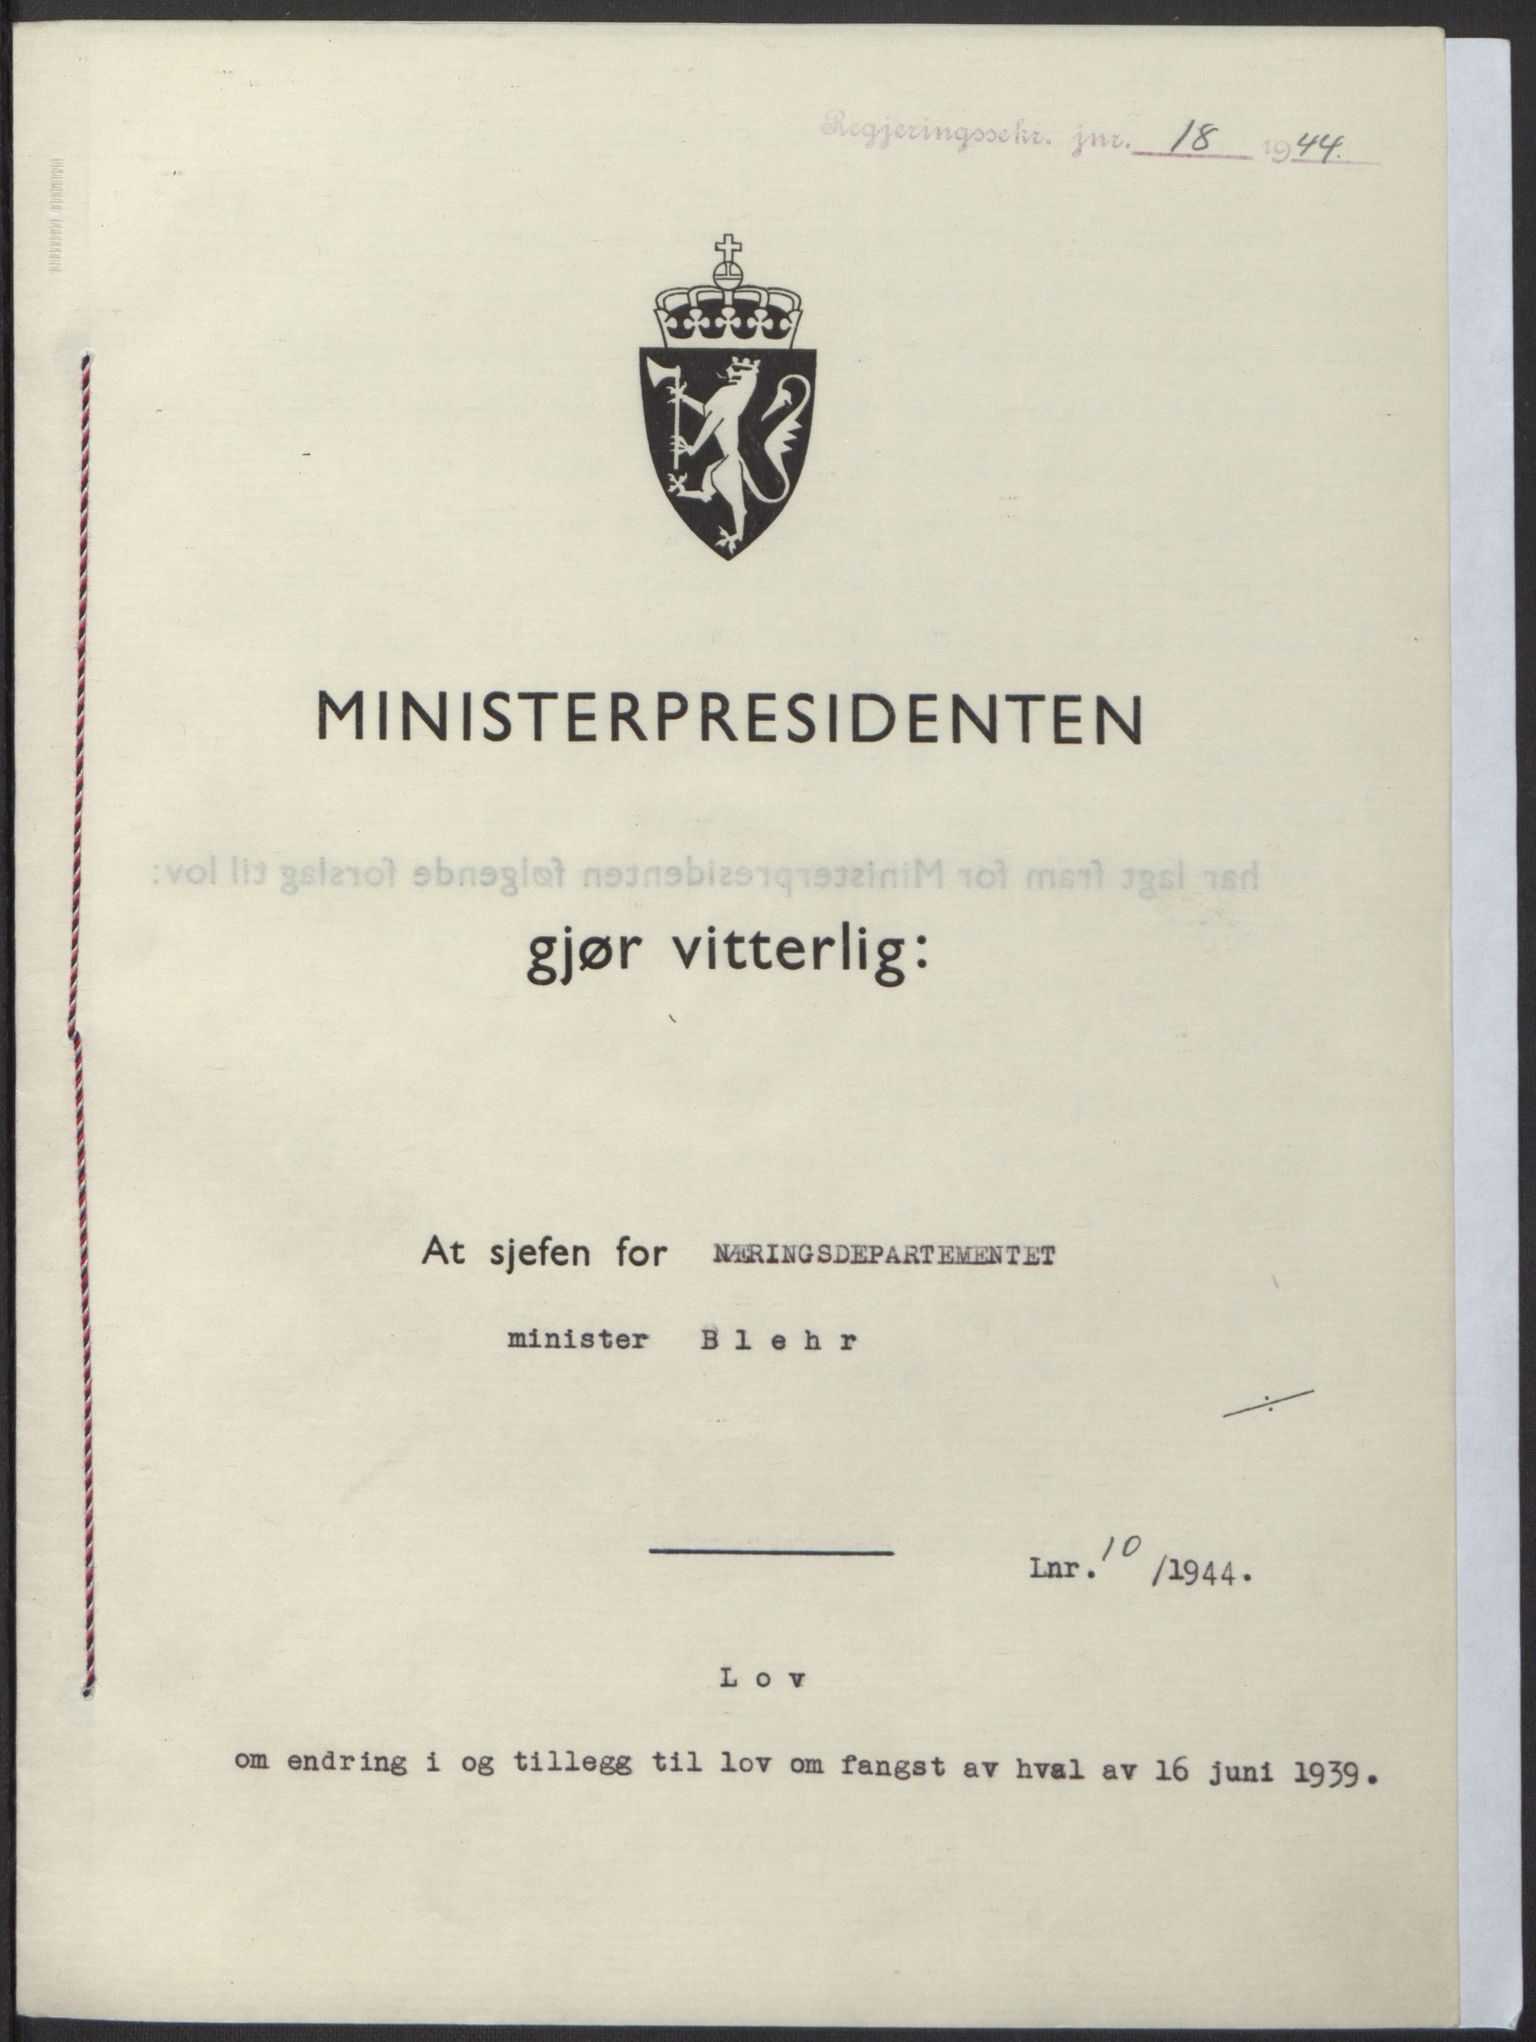 Regjeringssekr. jnr. 18 1944.
MINISTERPRESIDENTEN
har lagt fram for Ministerpresidenten følgende forslag til lov:
gjør vitterlig:
At sjefen for NÆRINGSDEPARTEMENTET
minister Blehr
Lnr. 10 /1944.
Lov
om endring i og tillegg til lov om fangst av hval av 16 juni 1939.